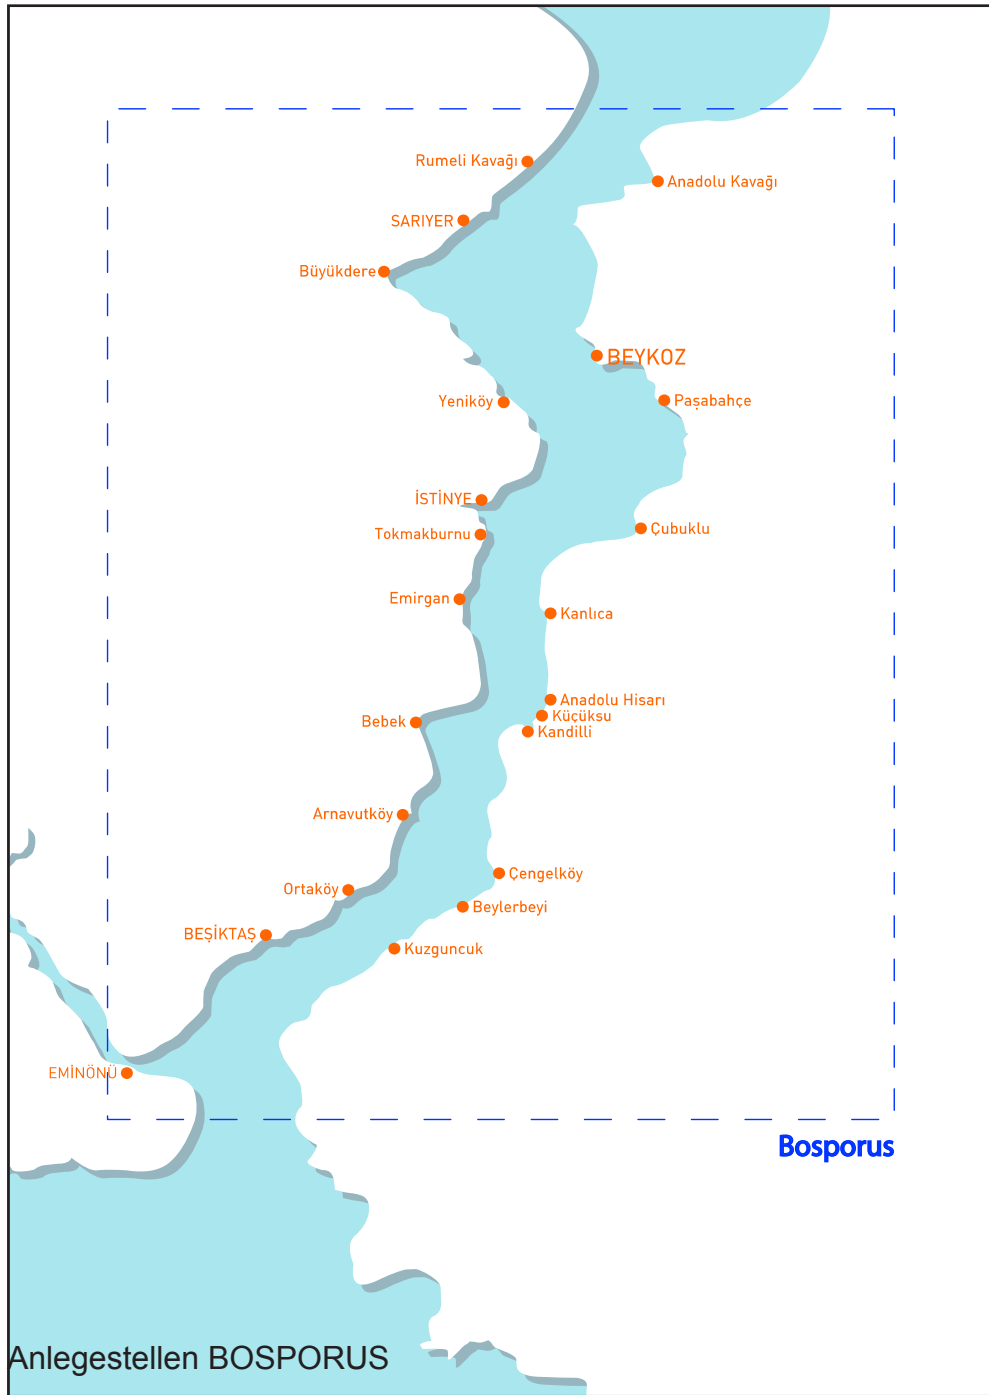 Rumeli Kavağı
Anadolu Kavağı
SARIYER
Büyükdere
BEYKOZ
Paşabahçe
Yeniköy
İSTİNYE
Çubuklu
Tokmakburnu
Emirgan
Kanlıca
Anadolu Hisarı
Küçüksu
Bebek
Kandilli
Arnavutköy
Çengelköy
Ortaköy
Beylerbeyi
BEŞİKTAŞ
Kuzguncuk
EMİNÖNÜ
Bosporus
Anlegestellen BOSPORUS